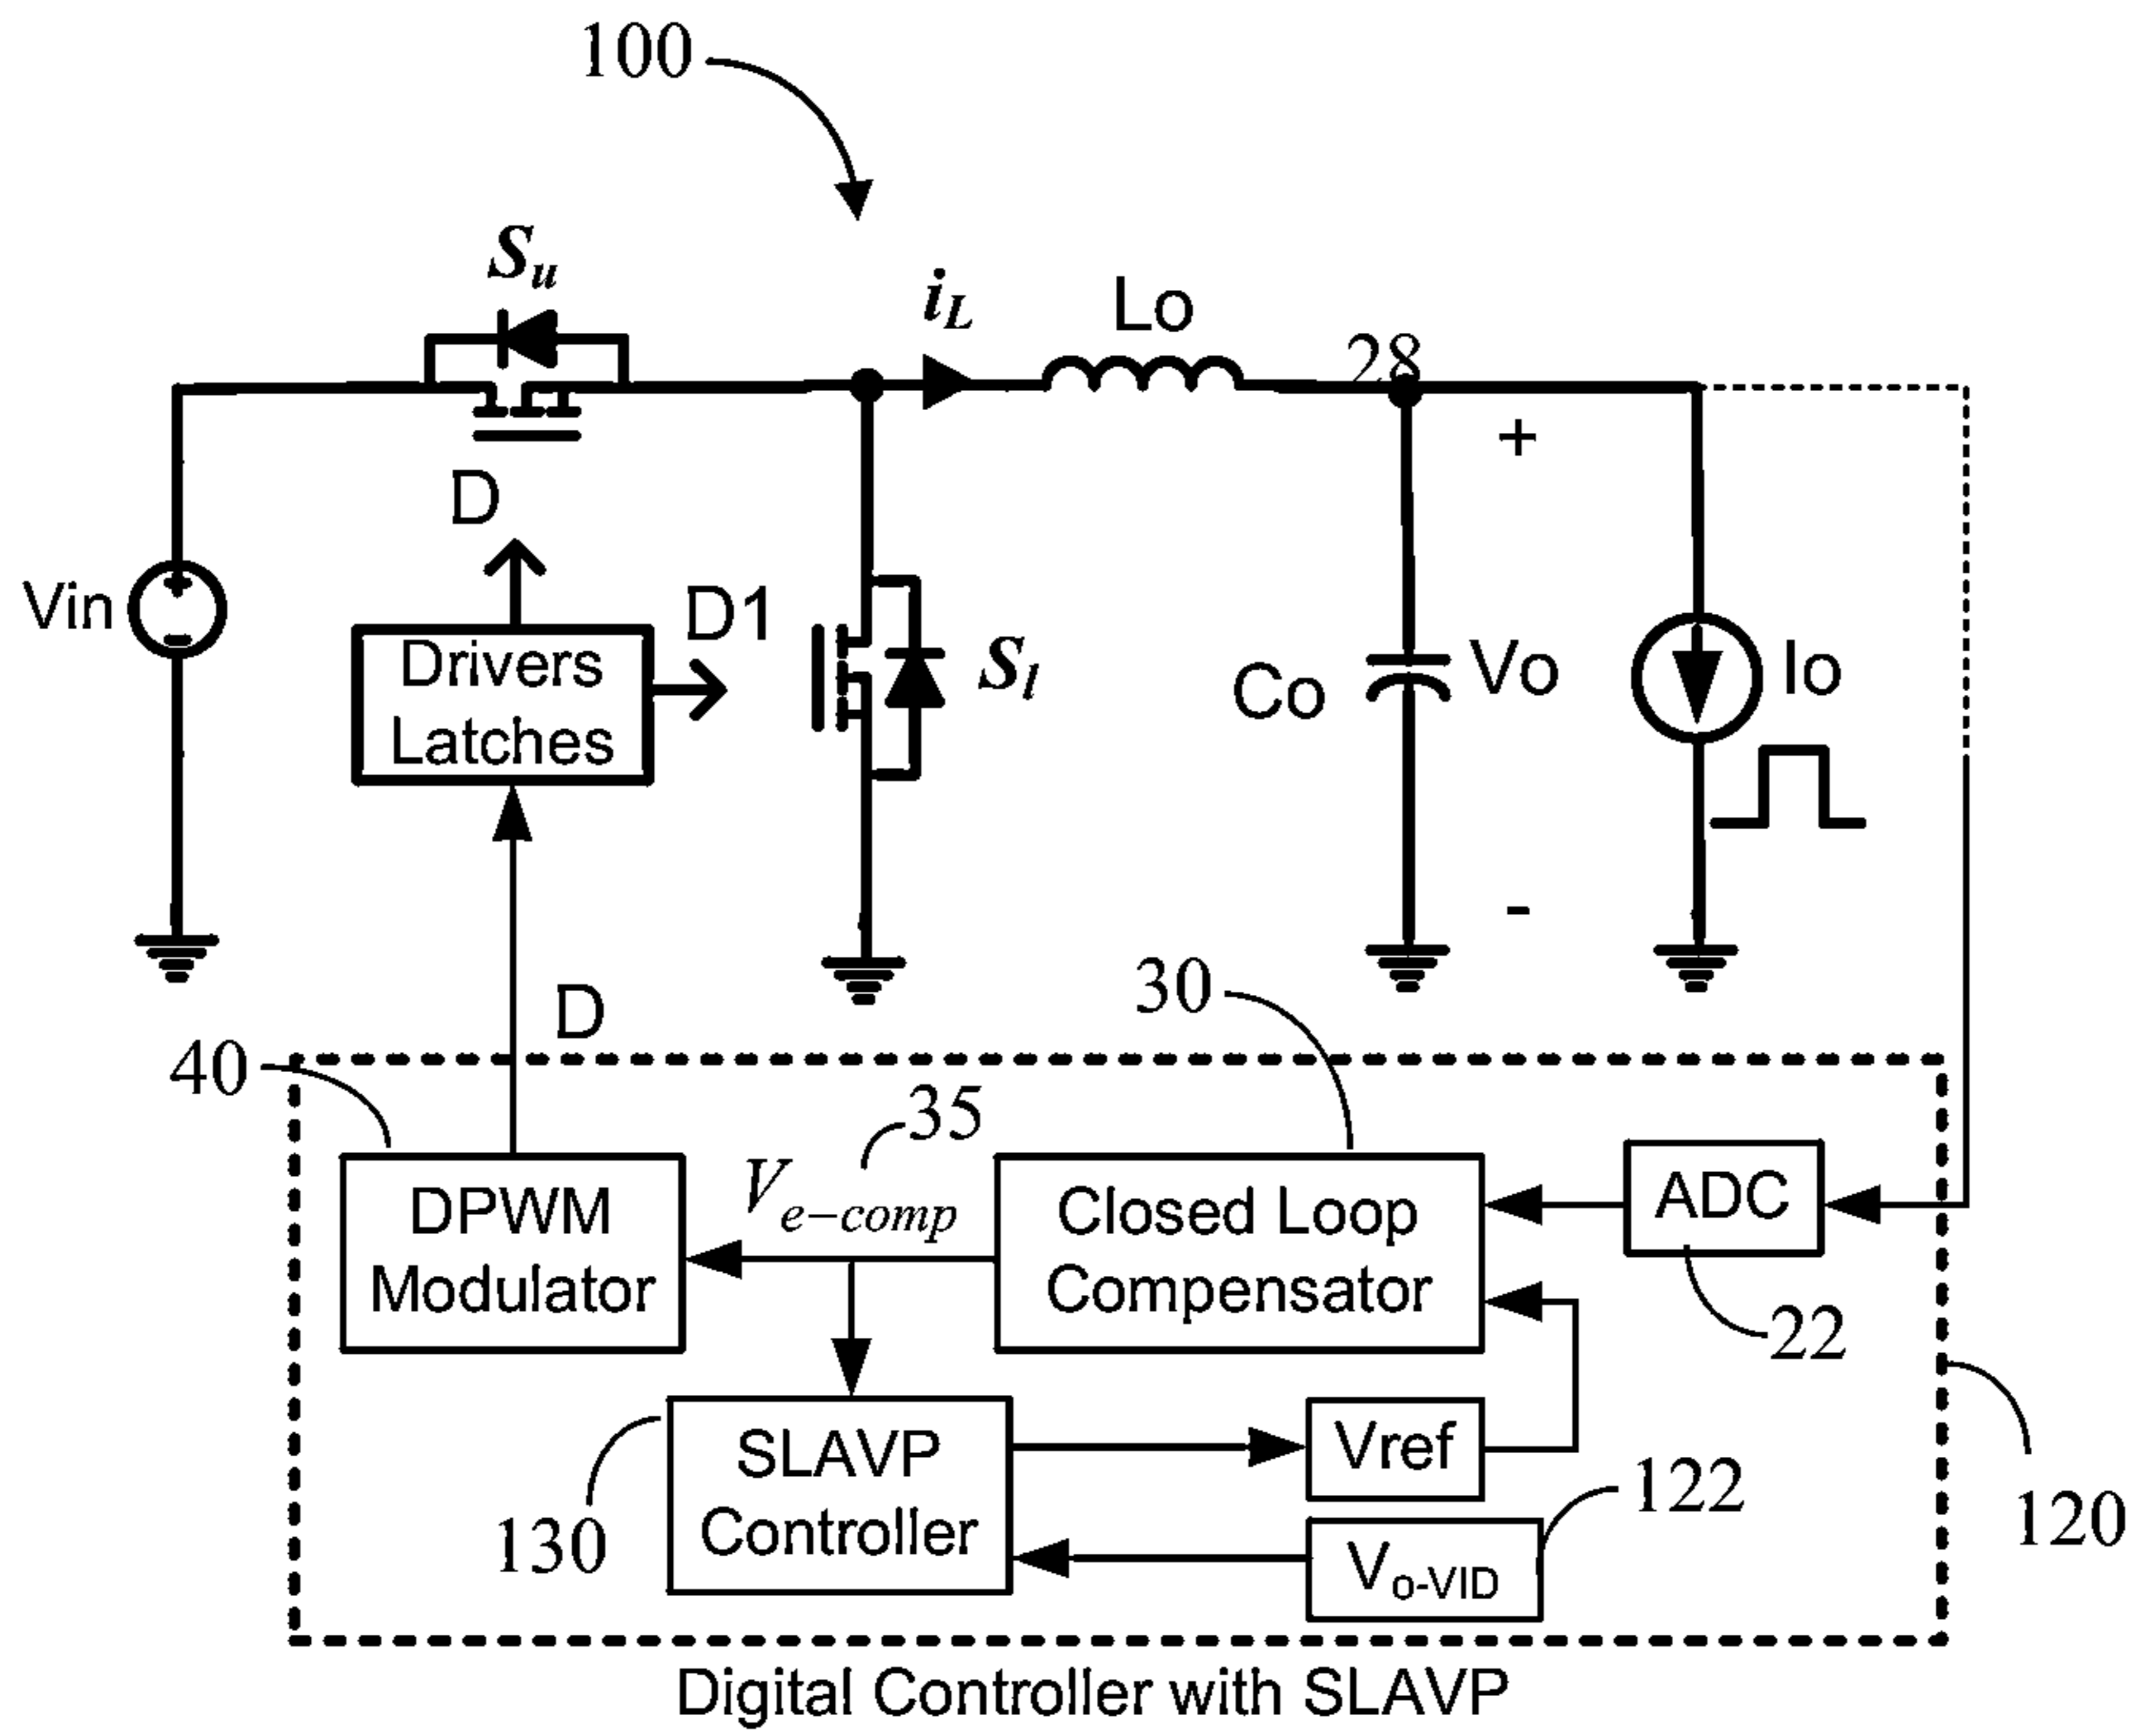 100
Su
iL
Lo
28
+
D
Vin
D1
Drivers
Latches
Sl
Co
Vo
Io
-
30
D
40
35
Ve-comp
DPWM
Modulator
Closed Loop
Compensator
ADC
22
SLAVP
Controller
Vref
122
130
Vo-VID
120
Digital Controller with SLAVP